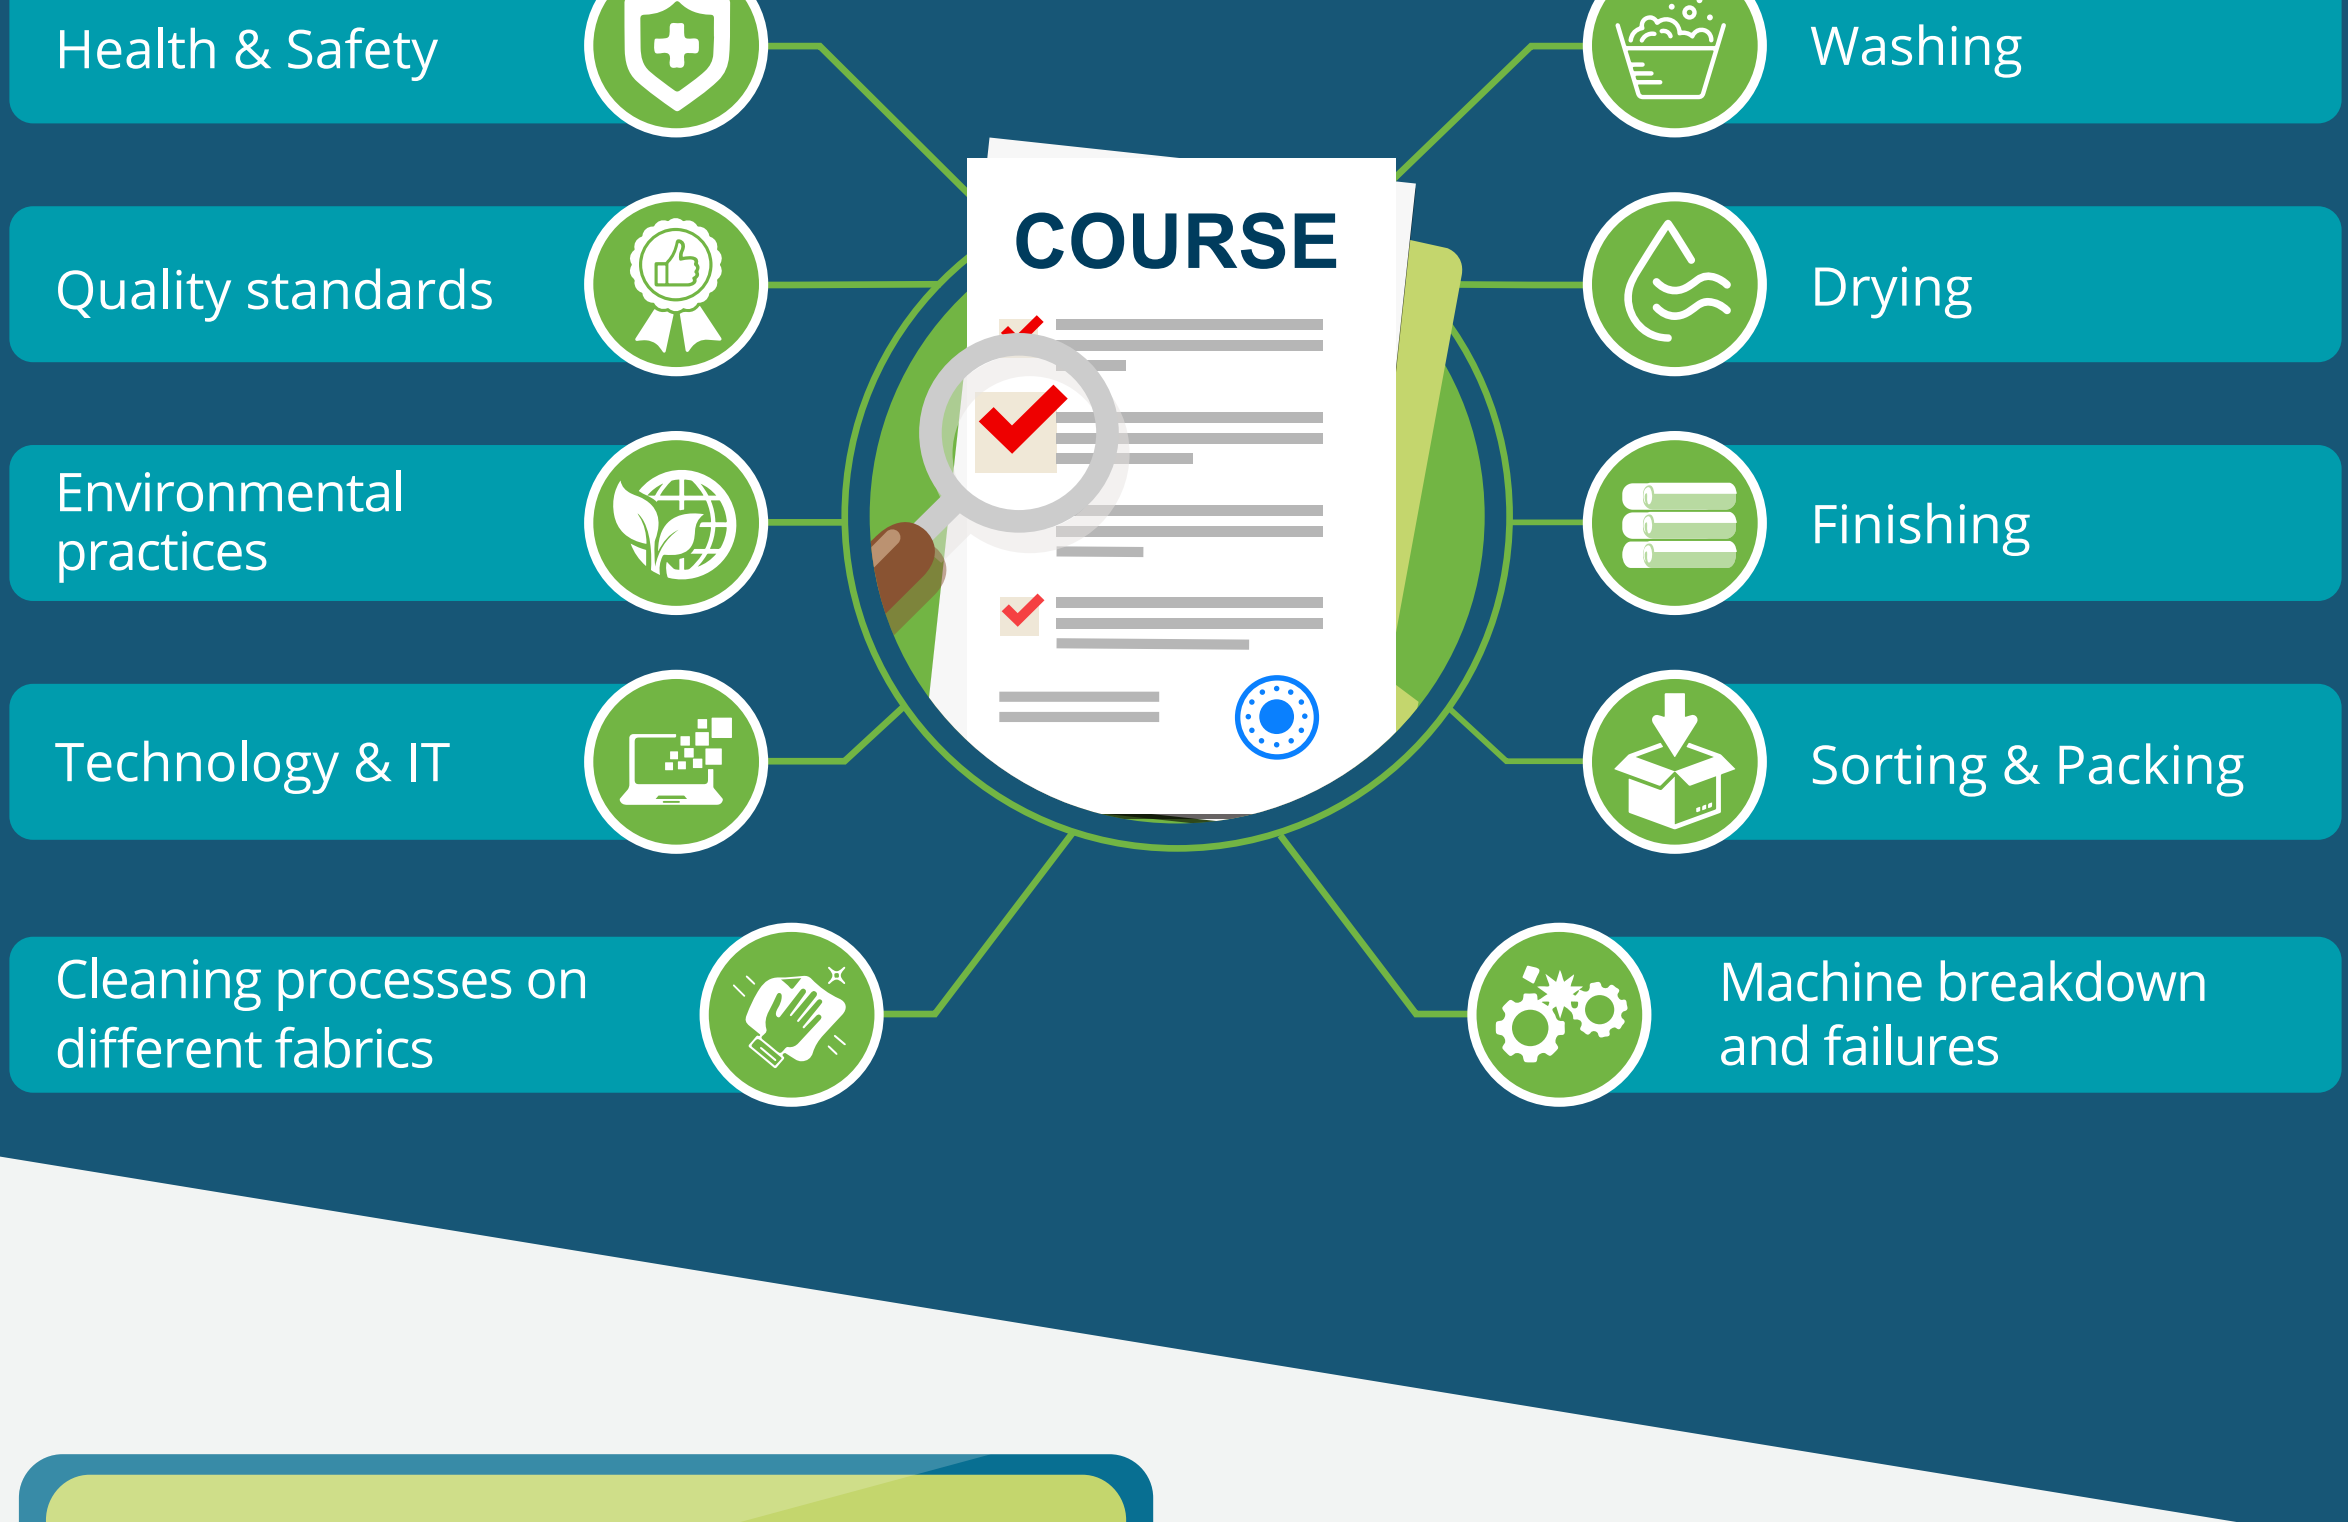 Health & Safety
Quality standards
Environmental
practices
Technology & IT
Cleaning processes on
different fabrics
COURSE
Washing
Drying
Finishing
Sorting & Packing
Machine breakdown
and failures